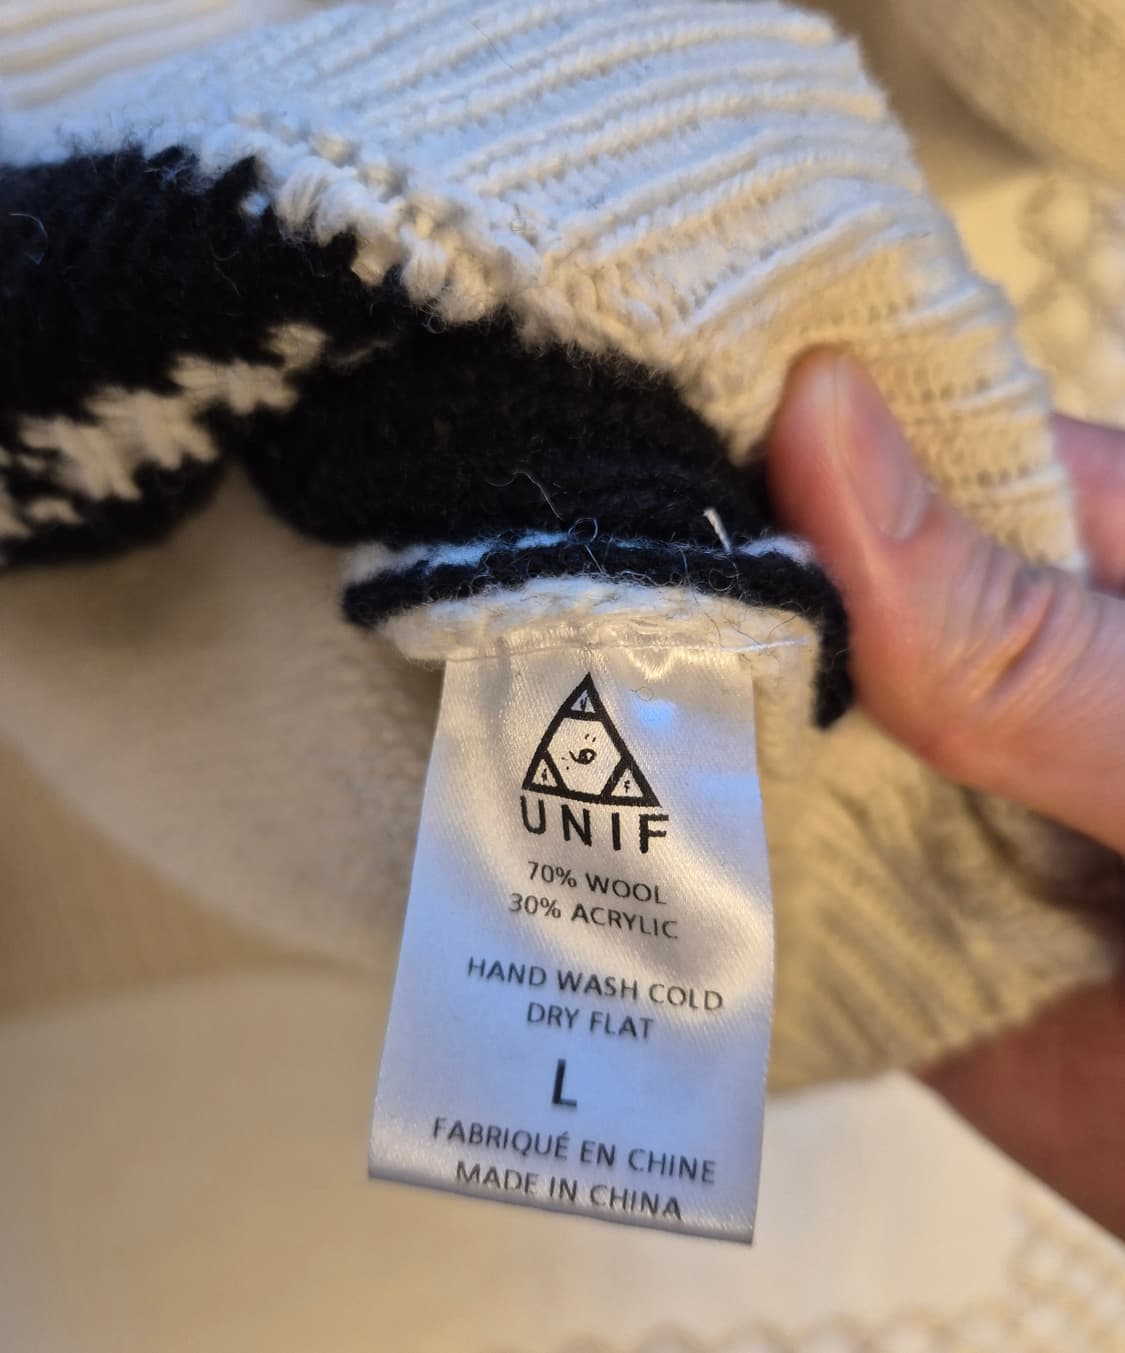 UNIF
70% WOOL
30% ACRYLIC
HAND WASH COLD
DRY FLAT
L
FABRIQUÉ EN CHINE
MADE IN CHINA